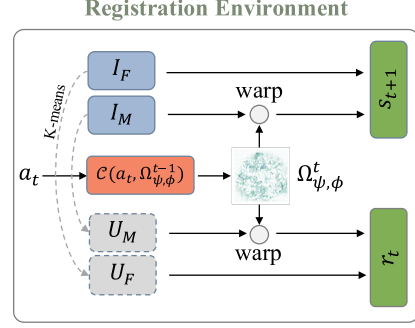 Registration Environment
I_F
warp
s_{t+1}
I_M
K-means
a_t
C(a_t, Ω^{t-1}_{ψ,ϕ})
Ω^t_{ψ,ϕ}
U_M
warp
r_t
U_F